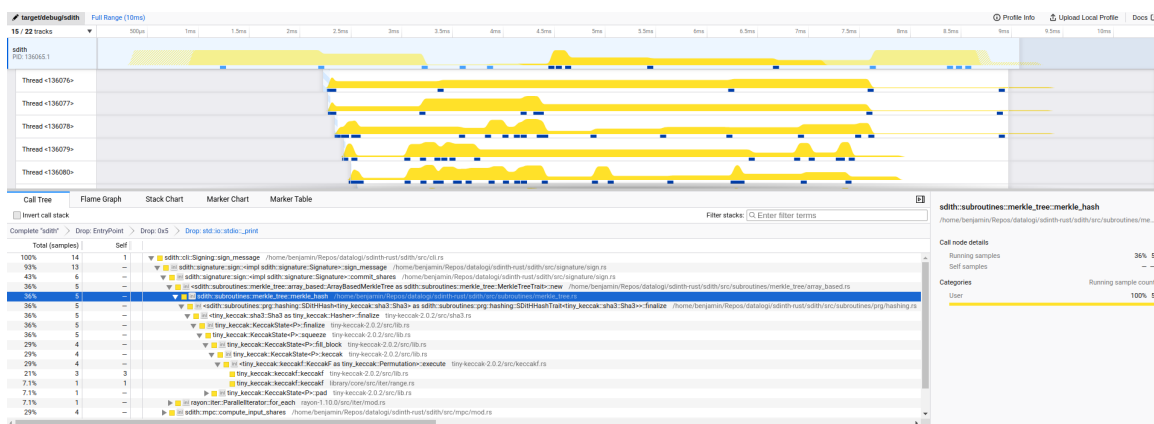 target/debug/sdith Full Range (10ms) Profile Info Upload Local Profile Docs
15 / 22 tracks 500μs 1ms 1.5ms 2ms 2.5ms 3ms 3.5ms 4ms 4.5ms 5ms 5.5ms 6ms 6.5ms 7ms 7.5ms 8ms 8.5ms 9ms 9.5ms 10ms
sdith
PID: 136065.1
Thread <136076>
Thread <136077>
Thread <136078>
Thread <136079>
Thread <136080>
Call Tree Flame Graph Stack Chart Marker Chart Marker Table
Invert call stack Filter stacks: Enter filter terms
Complete "sdith" Drop: EntryPoint Drop: 0x5 Drop: std::io::stdio::_print
Total (samples) Self
100% 14 1 sdith::cli::Signing::sign_message /home/benjamin/Repos/datalogi/sdinth-rust/sdith/src/cli.rs
93% 13 — sdith::signature::sign::<impl sdith::signature::Signature>::sign_message /home/benjamin/Repos/datalogi/sdinth-rust/sdith/src/signature/sign.rs
43% 6 — sdith::signature::sign::<impl sdith::signature::Signature>::commit_shares /home/benjamin/Repos/datalogi/sdinth-rust/sdith/src/signature/sign.rs
36% 5 — <sdith::subroutines::merkle_tree::array_based::ArrayBasedMerkleTree as sdith::subroutines::merkle_tree::MerkleTreeTrait>::new /home/benjamin/Repos/datalogi/sdinth-rust/sdith/src/subroutines/merkle_tree/array_based.rs
36% 5 — sdith::subroutines::merkle_tree::merkle_hash /home/benjamin/Repos/datalogi/sdinth-rust/sdith/src/subroutines/merkle_tree.rs
36% 5 — <sdith::subroutines::prg::hashing::SDitHHash<tiny_keccak::sha3::Sha3> as sdith::subroutines::prg::hashing::SDitHHashTrait<tiny_keccak::sha3::Sha3>>::finalize /home/benjamin/Repos/datalogi/sdinth-rust/sdith/src/subroutines/prg/hashing.rs
36% 5 — <tiny_keccak::sha3::Sha3 as tiny_keccak::Hasher>::finalize tiny-keccak-2.0.2/src/sha3.rs
36% 5 — tiny_keccak::KeccakState<P>::finalize tiny-keccak-2.0.2/src/lib.rs
36% 5 — tiny_keccak::KeccakState<P>::squeeze tiny-keccak-2.0.2/src/lib.rs
29% 4 — tiny_keccak::KeccakState<P>::fill_block tiny-keccak-2.0.2/src/lib.rs
29% 4 — tiny_keccak::KeccakState<P>::keccak tiny-keccak-2.0.2/src/lib.rs
29% 4 — <tiny_keccak::keccakf::KeccakF as tiny_keccak::Permutation>::execute tiny-keccak-2.0.2/src/keccakf.rs
21% 3 3 tiny_keccak::keccakf::keccakf tiny-keccak-2.0.2/src/lib.rs
7.1% 1 1 tiny_keccak::keccakf::keccakf library/core/src/iter/range.rs
7.1% 1 — tiny_keccak::KeccakState<P>::pad tiny-keccak-2.0.2/src/lib.rs
7.1% 1 — rayon::iter::ParallelIterator::for_each rayon-1.10.0/src/iter/mod.rs
29% 4 — sdith::mpc::compute_input_shares /home/benjamin/Repos/datalogi/sdinth-rust/sdith/src/mpc/mod.rs
sdith::subroutines::merkle_tree::merkle_hash
/home/benjamin/Repos/datalogi/sdinth-rust/sdith/src/subroutines/me...
Call node details
Running samples 36% 5
Self samples — —
Categories Running sample count
User 100% 5